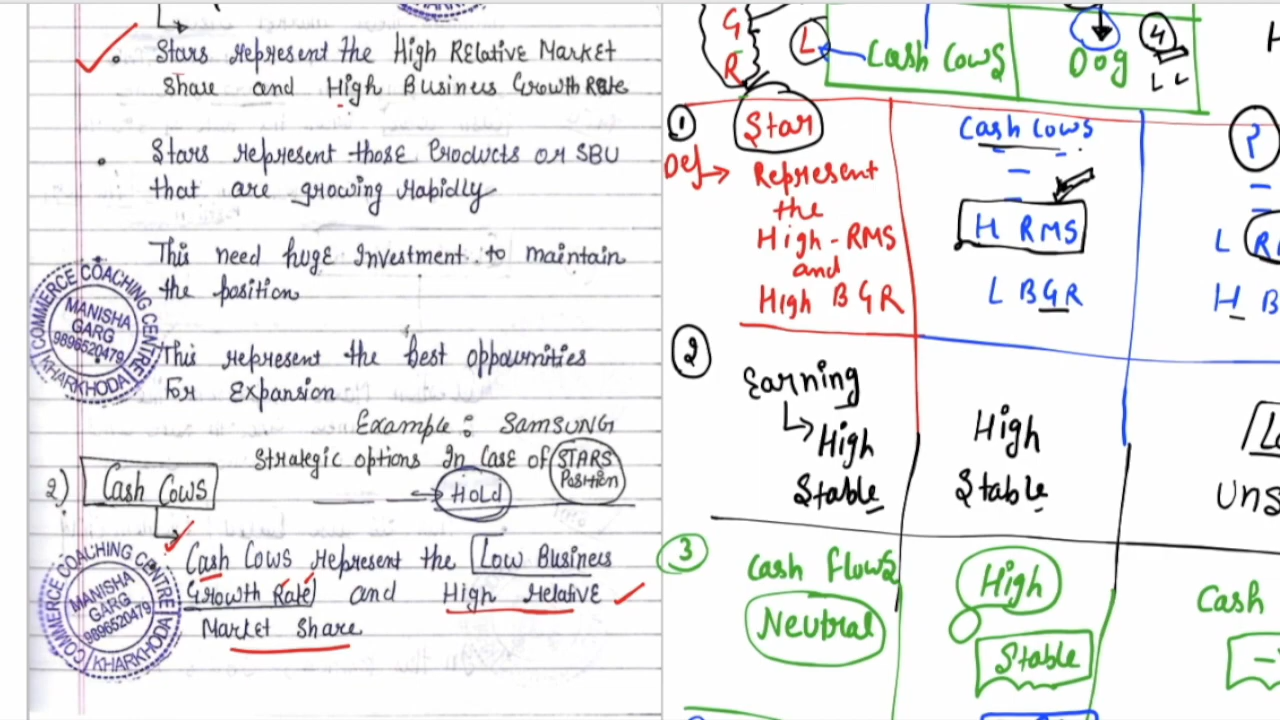 Stars represent the High Relative Market
Share and High Business Growth Rate
Stars represent those Products or SBU
that are growing rapidly
This need huge Investment to maintain
the position
This represent the best oppournities
For Expansion
Example : SAMSUNG
Strategic options In Case of STARS Position
HOLD
2) Cash Cows
Cash Cows represent the Low Business
Growth Rate and High Relative
Market Share
COMMERCE COACHING CENTRE
MANISHA
GARG
9896520479
KHARKHODA
COMMERCE COACHING CENTRE
MANISHA
GARG
9896520479
KHARKHODA
G
R
L
Cash Cows
Dog
4
L L
1
Star
Cash Cows
?
Def → Represent
the
High-RMS
and
High BGR
H RMS
L BGR
L
H B
2
Earning
High
Stable
High
Stable
Uns
3
Cash flows
Neutral
High
Stable
Cash